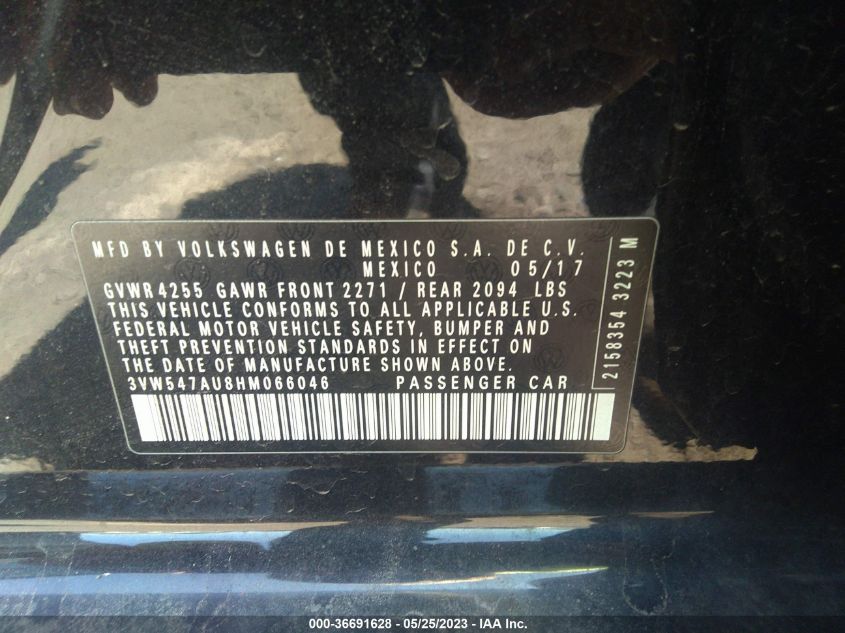 MFD BY VOLKSWAGEN DE MEXICO S.A. DE C.V.
MEXICO 05/17
GVWR 4255 GAWR FRONT 2271 / REAR 2094 LBS
THIS VEHICLE CONFORMS TO ALL APPLICABLE U.S.
FEDERAL MOTOR VEHICLE SAFETY, BUMPER AND
THEFT PREVENTION STANDARDS IN EFFECT ON
THE DATE OF MANUFACTURE SHOWN ABOVE.
3VW547AU8HM066046 PASSENGER CAR
2158354 3223 M
000-36691628 - 05/25/2023 - IAA Inc.